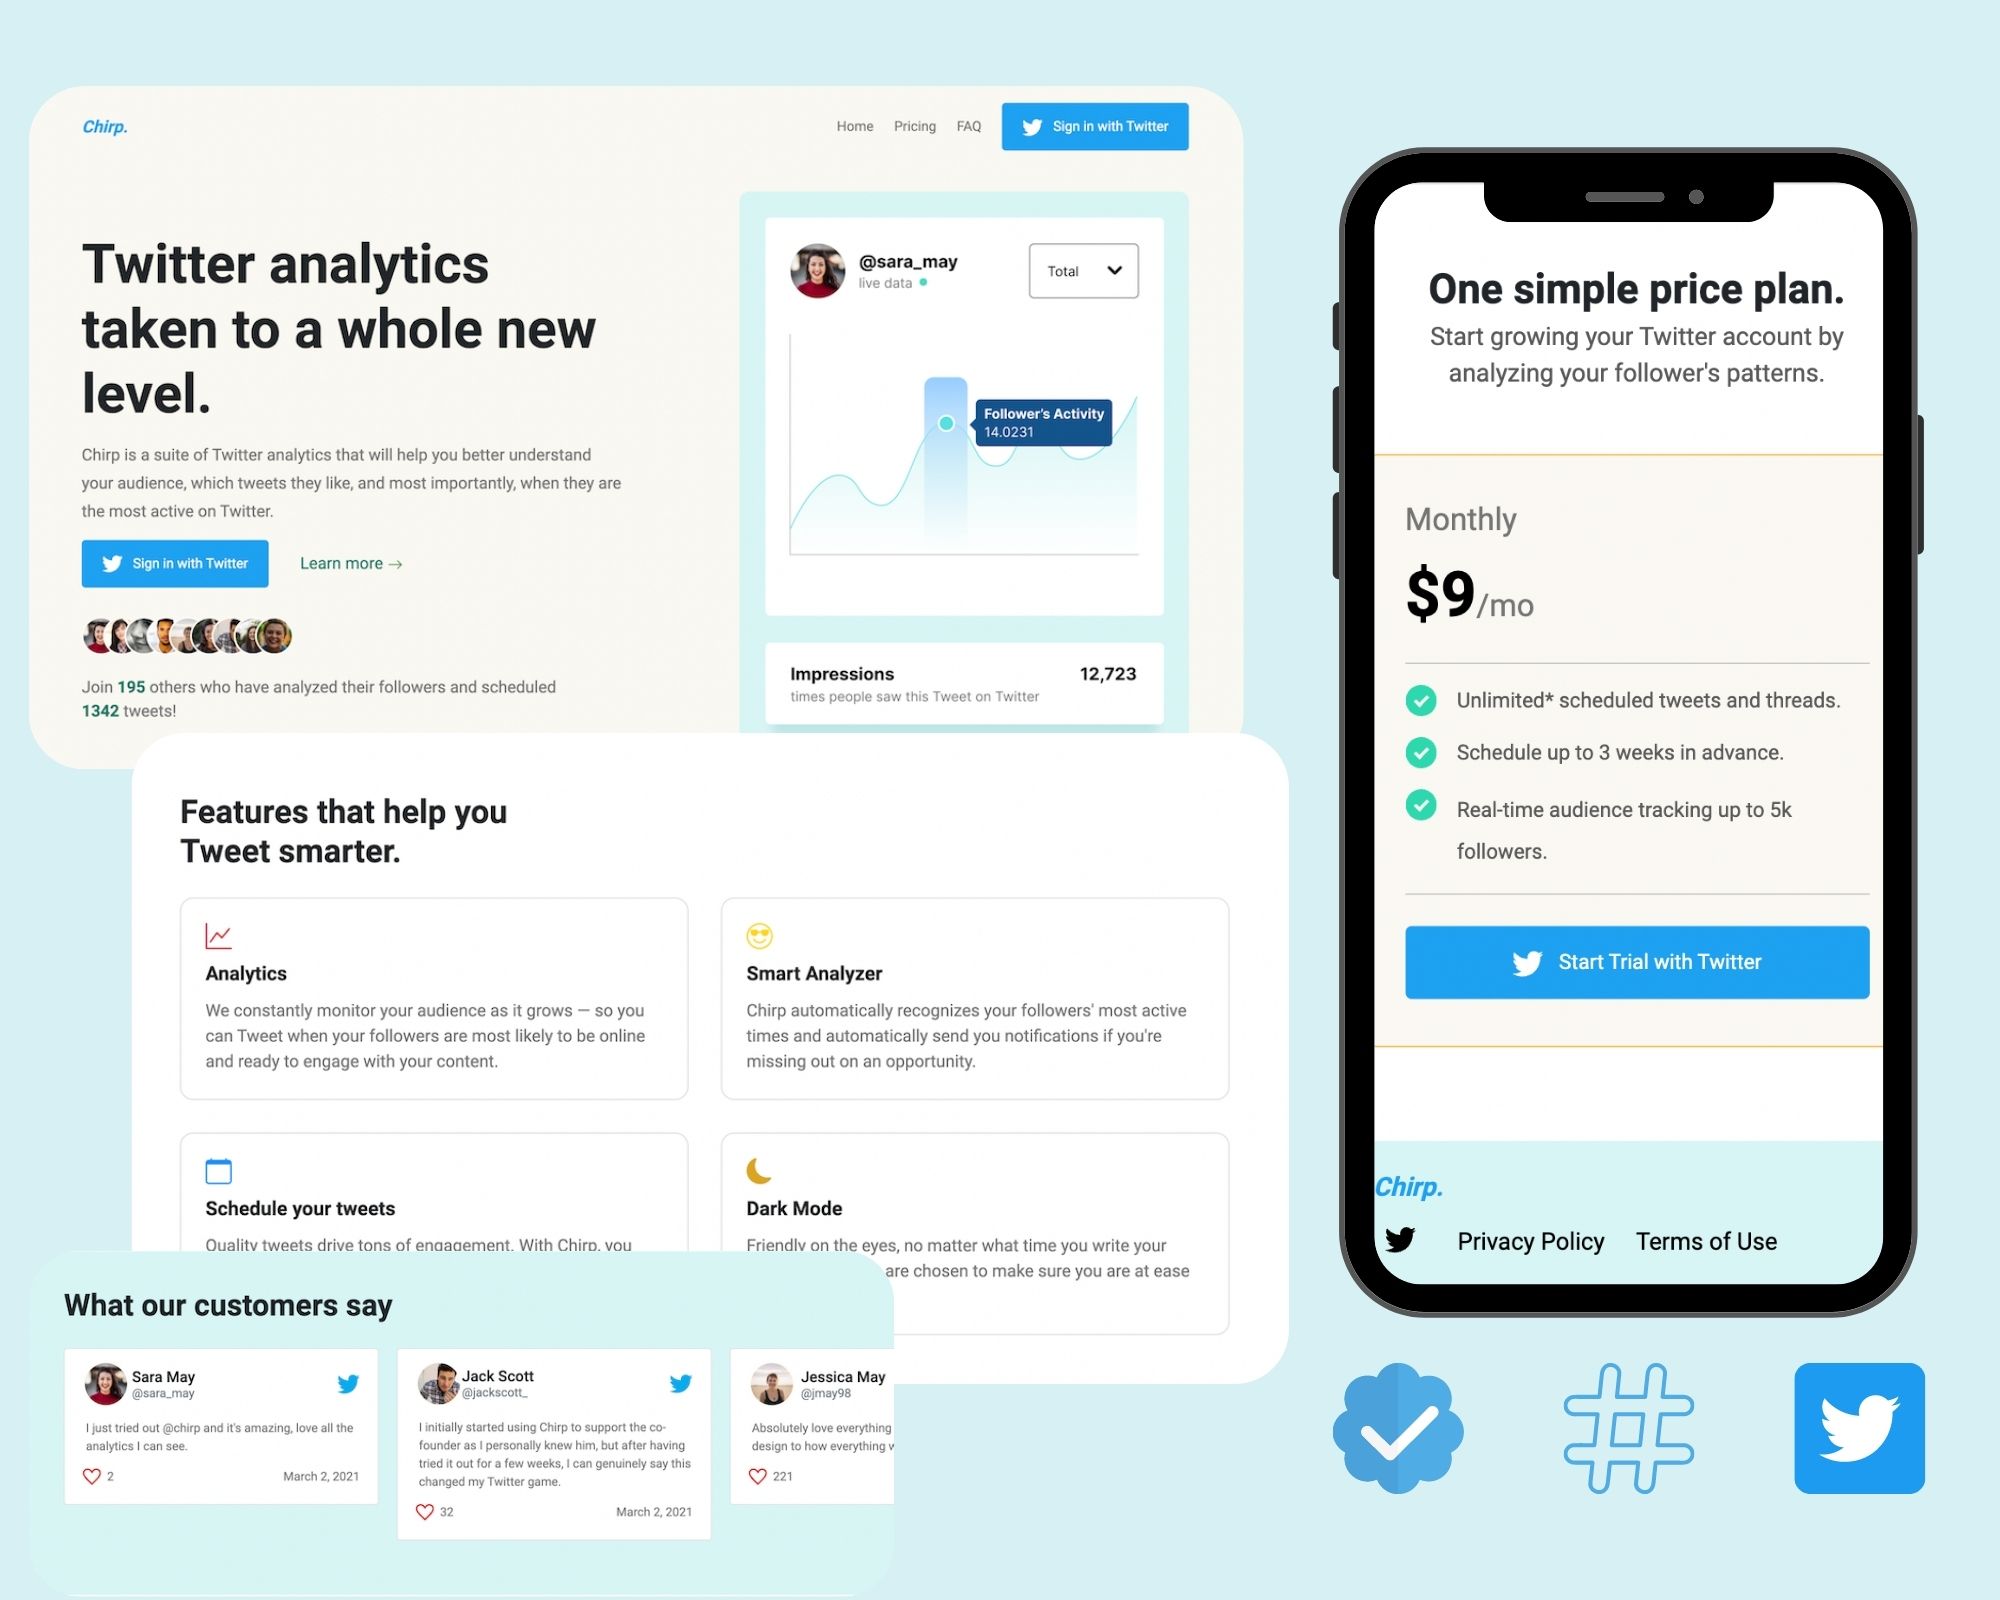 Chirp.
Home Pricing FAQ Sign in with Twitter
Twitter analytics
taken to a whole new
level.
Chirp is a suite of Twitter analytics that will help you better understand
your audience, which tweets they like, and most importantly, when they are
the most active on Twitter.
Sign in with Twitter Learn more →
Join 195 others who have analyzed their followers and scheduled
1342 tweets!
@sara_may
live data
Total
Follower's Activity
14.0231
Impressions 12,723
times people saw this Tweet on Twitter
Features that help you
Tweet smarter.
Analytics
We constantly monitor your audience as it grows — so you
can Tweet when your followers are most likely to be online
and ready to engage with your content.
Smart Analyzer
Chirp automatically recognizes your followers' most active
times and automatically send you notifications if you're
missing out on an opportunity.
Schedule your tweets
Quality tweets drive tons of engagement. With Chirp, you
Dark Mode
Friendly on the eyes, no matter what time you write your
are chosen to make sure you are at ease
What our customers say
Sara May
@sara_may
I just tried out @chirp and it's amazing, love all the
analytics I can see.
2 March 2, 2021
Jack Scott
@jackscott_
I initially started using Chirp to support the co-
founder as I personally knew him, but after having
tried it out for a few weeks, I can genuinely say this
changed my Twitter game.
32 March 2, 2021
Jessica May
@jmay98
Absolutely love everything
design to how everything
221
One simple price plan.
Start growing your Twitter account by
analyzing your follower's patterns.
Monthly
$9/mo
Unlimited* scheduled tweets and threads.
Schedule up to 3 weeks in advance.
Real-time audience tracking up to 5k
followers.
Start Trial with Twitter
Chirp.
Privacy Policy Terms of Use
#